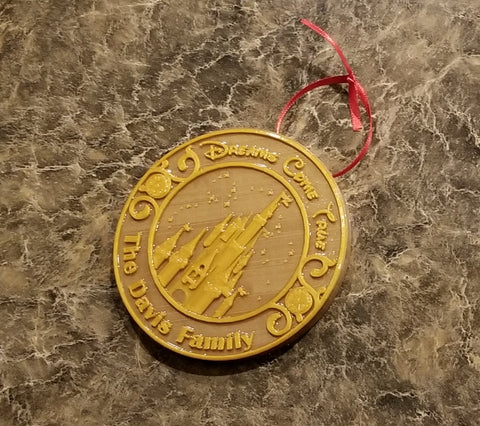 Dreams Come True
The Davis Family